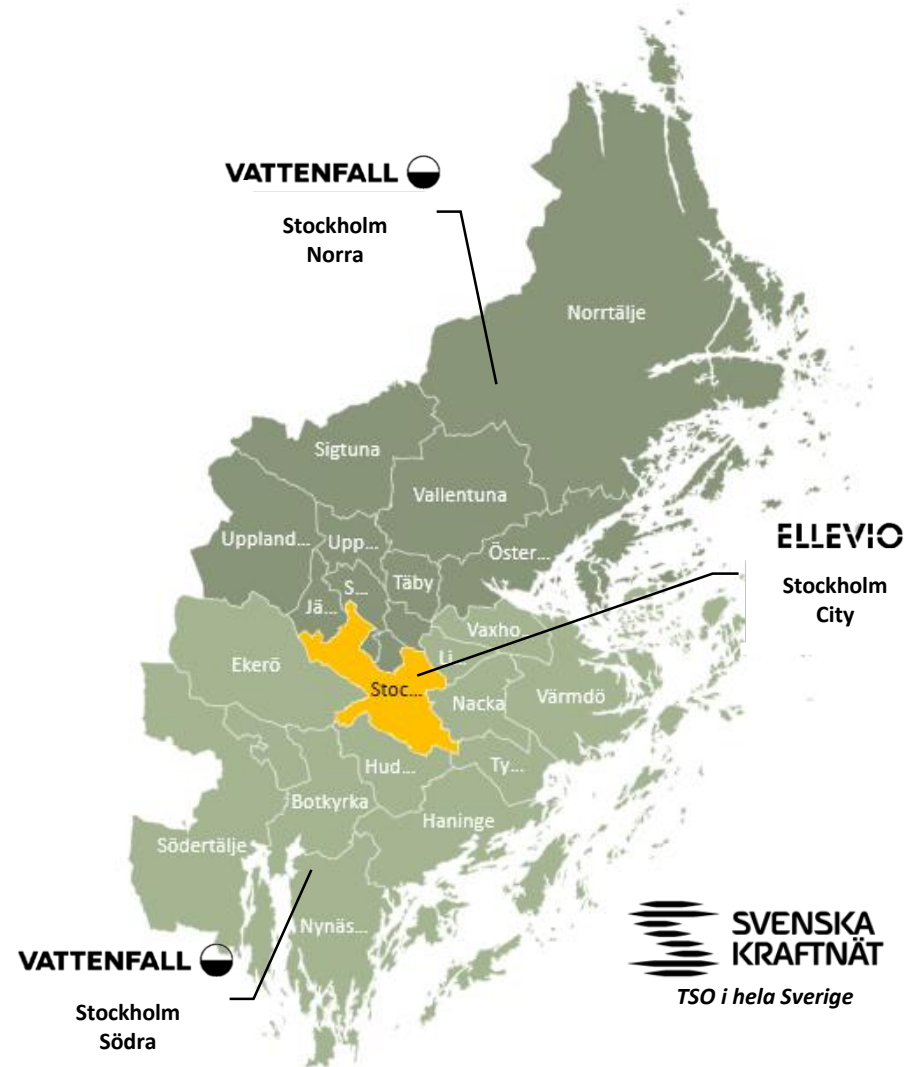 VATTENFALL
Stockholm
Norra
Norrtälje
Sigtuna
Vallentuna
Uppland...
Upp...
Öster...
ELLEVIO
Stockholm
City
S...
Täby
Jä...
Vaxho...
Li...
Ekerö
Stoc...
Nacka
Värmdö
Hud...
Ty...
Botkyrka
Haninge
Södertälje
Nynäs...
VATTENFALL
Stockholm
Södra
SVENSKA
KRAFTNÄT
TSO i hela Sverige